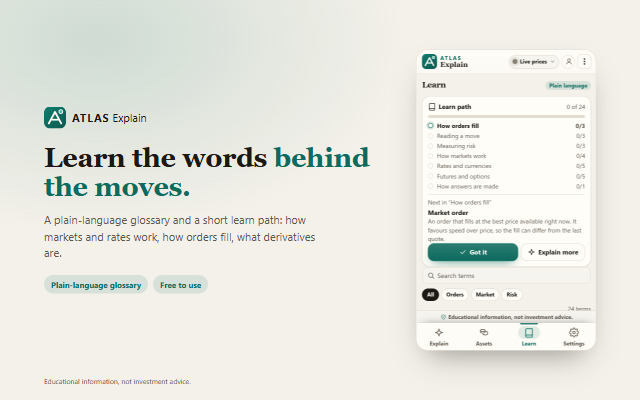 ATLAS Explain
Learn the words behind
the moves.
A plain-language glossary and a short learn path: how
markets and rates work, how orders fill, what derivatives
are.
Plain-language glossary
Free to use
Educational information, not investment advice.
ATLAS
Explain
Live prices
Learn
Plain language
Learn path
0 of 24
How orders fill 0/3
Reading a move 0/3
Measuring risk 0/3
How markets work 0/4
Rates and currencies 0/5
Futures and options 0/5
How answers are made 0/1
Next in "How orders fill"
Market order
An order that fills at the best price available right now. It
favours speed over price, so the fill can differ from the last
quote.
Got it
Explain more
Search terms
All
Orders
Market
Risk
24 terms
Educational information, not investment advice.
Explain
Assets
Learn
Settings